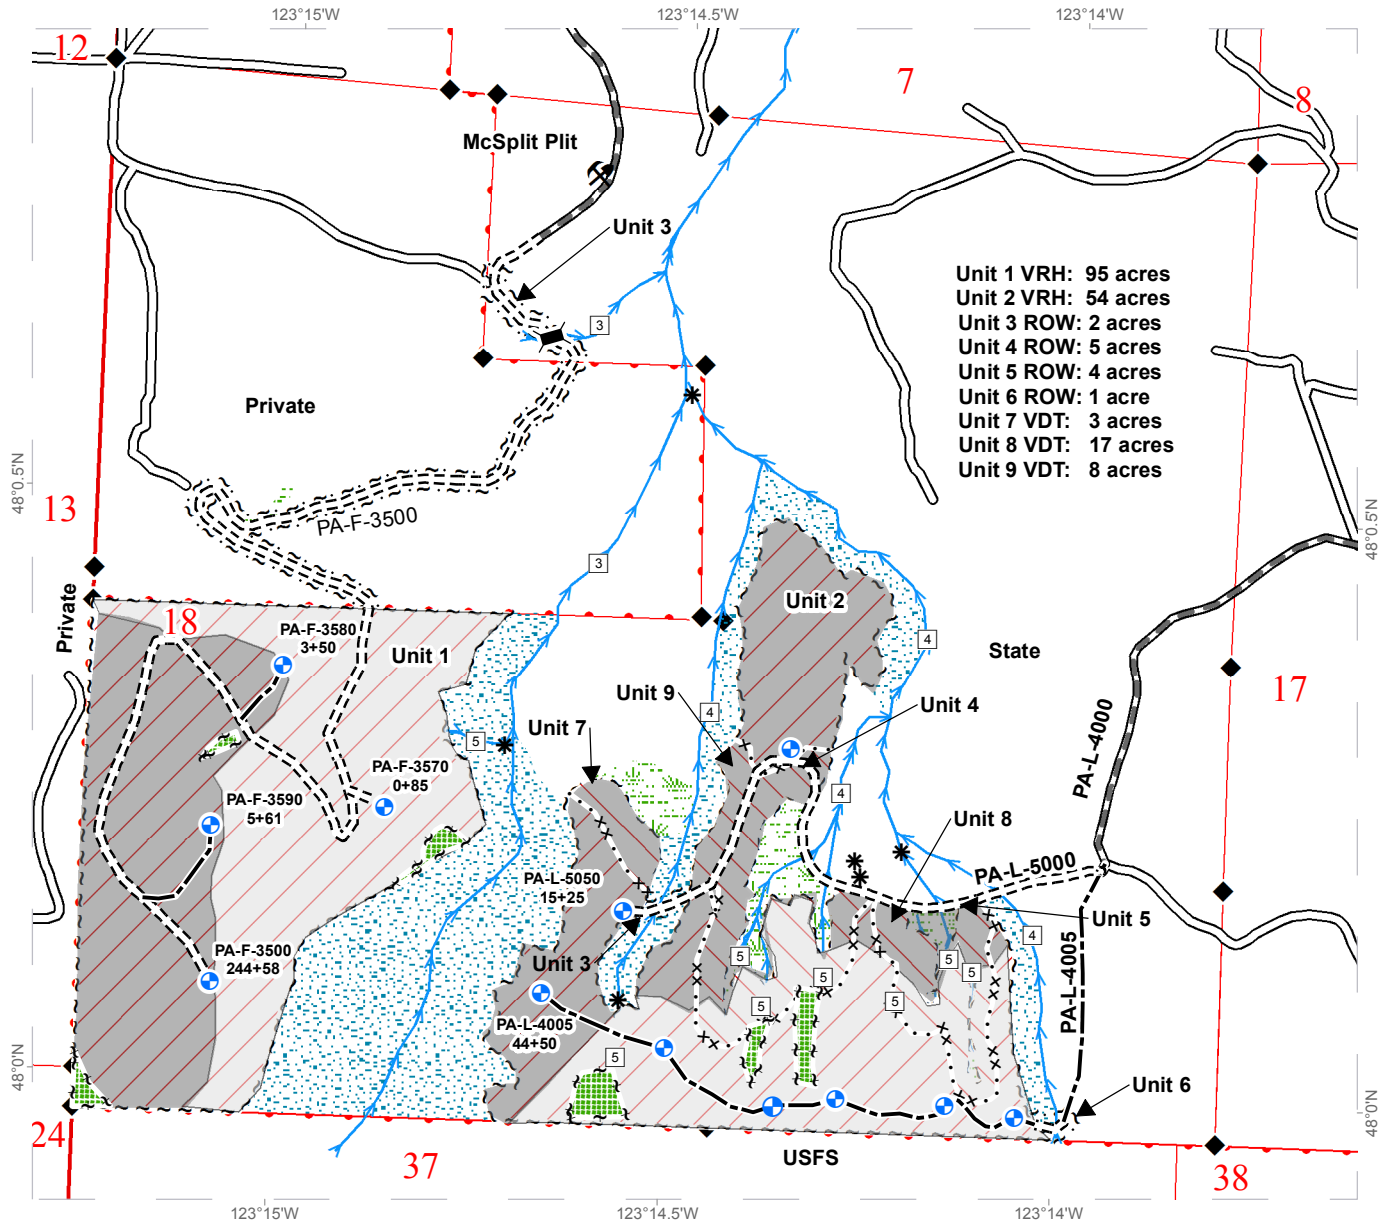 123°15'W
123°14.5'W
123°14'W
12
7
8
McSplit Plit
Unit 3
Unit 1 VRH: 95 acres
Unit 2 VRH: 54 acres
Unit 3 ROW: 2 acres
Unit 4 ROW: 5 acres
Unit 5 ROW: 4 acres
Unit 6 ROW: 1 acre
Unit 7 VDT: 3 acres
Unit 8 VDT: 17 acres
Unit 9 VDT: 8 acres
3
Private
48°0.5'N
48°0.5'N
13
PA-F-3500
3
Private
18
PA-F-3580
3+50
Unit 1
Unit 2
4
State
17
Unit 9
Unit 4
4
5
Unit 7
PA-L-4000
PA-F-3570
0+85
PA-F-3590
5+61
4
Unit 8
PA-L-5050
15+25
PA-L-5000
Unit 5
4
PA-F-3500
244+58
Unit 3
5
5
5
5
PA-L-4005
PA-L-4005
44+50
5
5
5
Unit 6
48°0'N
48°0'N
24
37
USFS
38
123°15'W
123°14.5'W
123°14'W